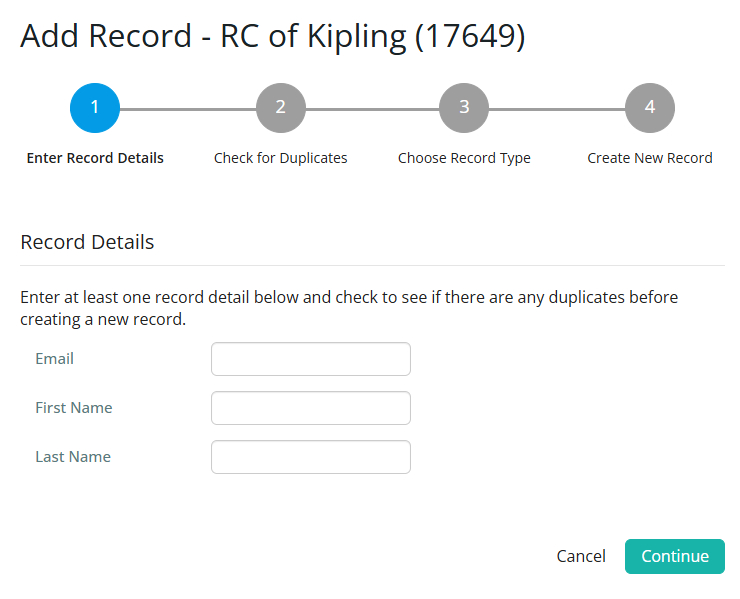 Add Record - RC of Kipling (17649)
1 2 3 4
Enter Record Details Check for Duplicates Choose Record Type Create New Record
Record Details
Enter at least one record detail below and check to see if there are any duplicates before
creating a new record.
Email
First Name
Last Name
Cancel Continue